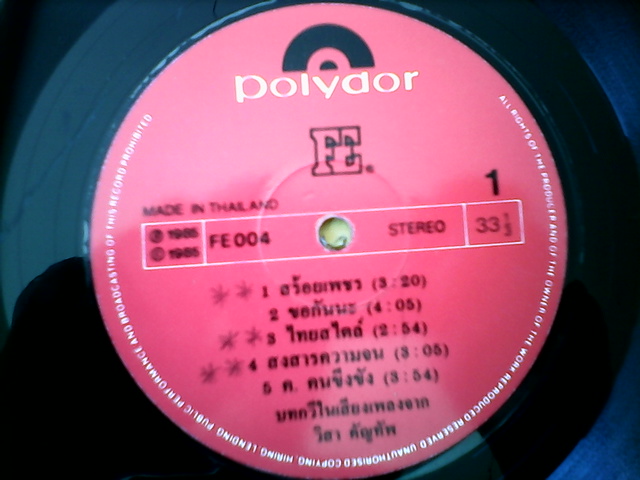 polydor
FE®
MADE IN THAILAND
1
℗ 1985
© 1985
FE 004
STEREO
33 1/3
** 1 สร้อยเพชร (3:20)
2 ขอกันนะ (4:05)
** 3 ไทยสไตล์ (2:54)
** 4 สงสารความจน (3:05)
5 ค. คนขึงขัง (3:54)
บทกวีในเสียงเพลงจาก
วิสา คัญทัพ
ALL RIGHTS OF THE PRODUCER AND OF THE OWNER OF THE WORK REPRODUCED RESERVED. UNAUTHORISED COPYING, HIRING, LENDING, PUBLIC PERFORMANCE AND BROADCASTING OF THIS RECORD PROHIBITED